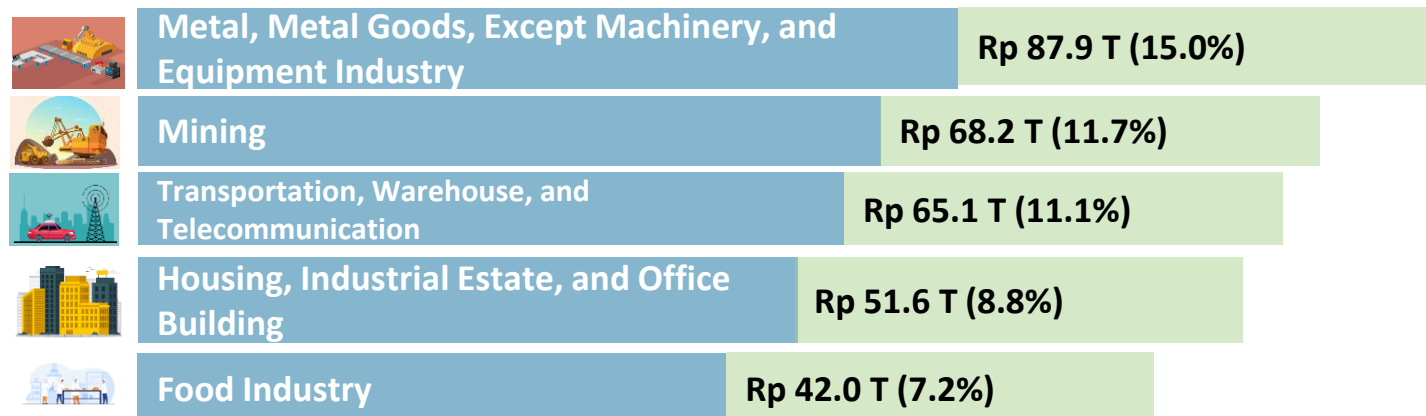 Metal, Metal Goods, Except Machinery, and
Equipment Industry
Rp 87.9 T (15.0%)
Mining
Rp 68.2 T (11.7%)
Transportation, Warehouse, and
Telecommunication
Rp 65.1 T (11.1%)
Housing, Industrial Estate, and Office
Building
Rp 51.6 T (8.8%)
Food Industry
Rp 42.0 T (7.2%)